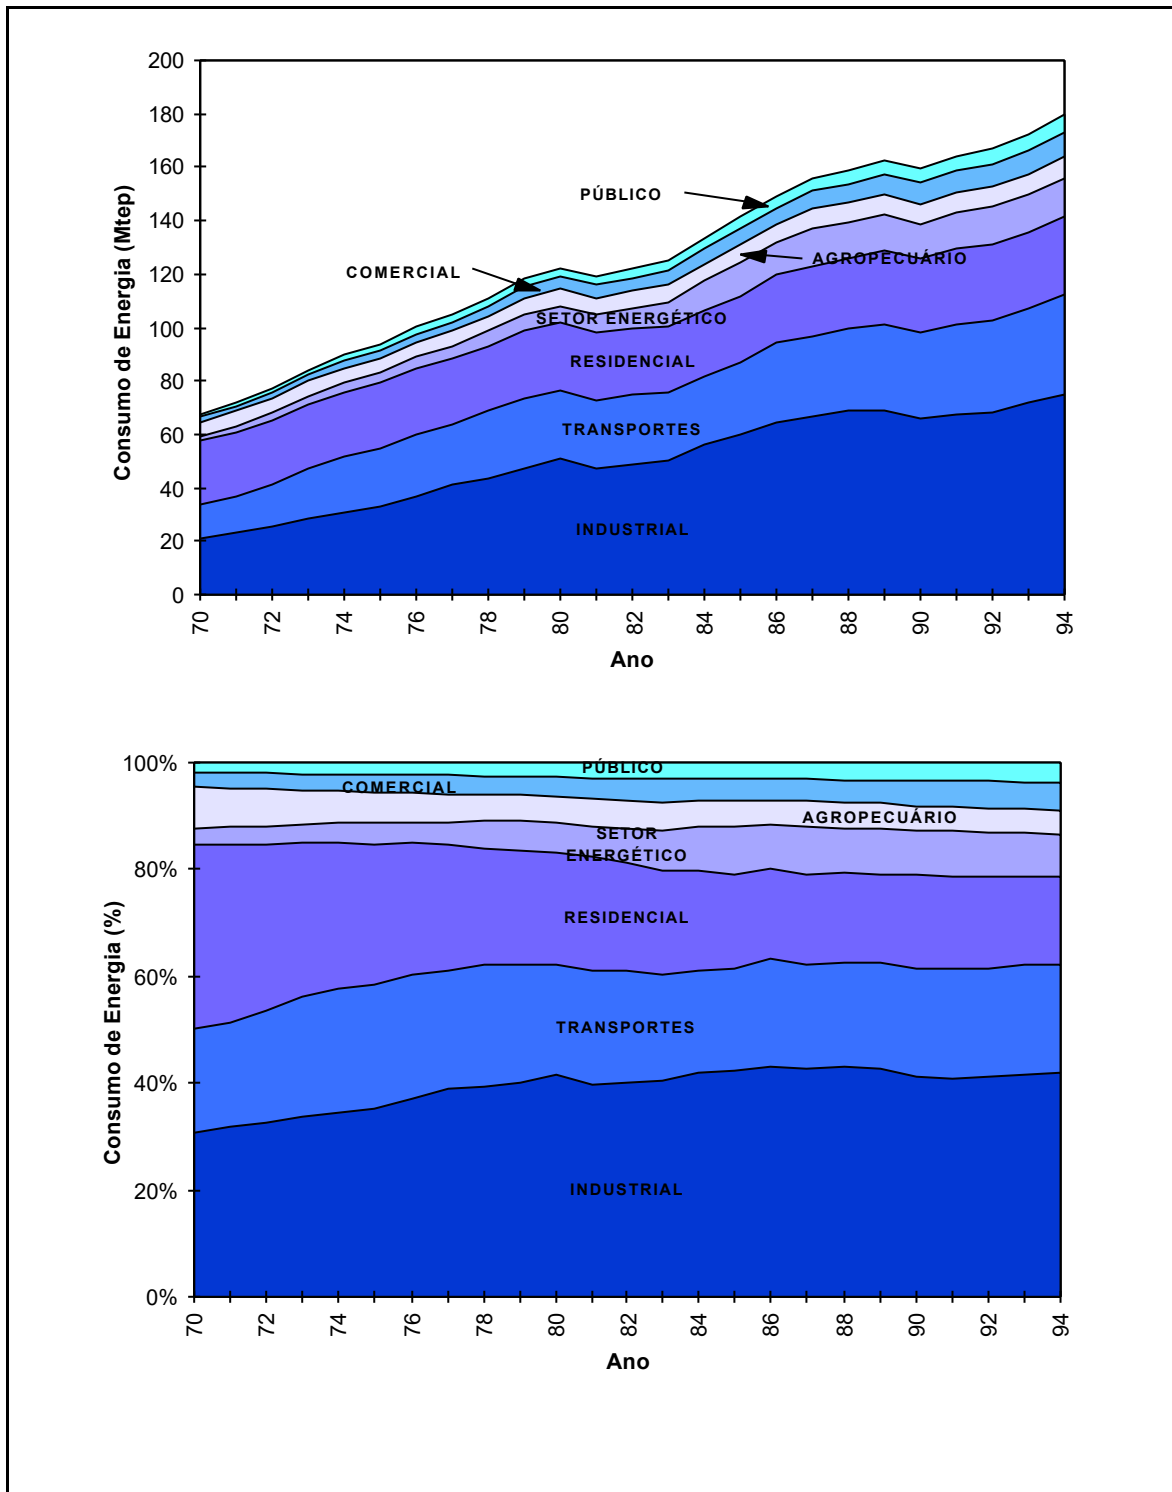 200
180
160
140
120
100
80
60
40
20
0
Consumo de Energia (Mtep)
PÚBLICO
COMERCIAL
AGROPECUÁRIO
SETOR ENERGÉTICO
RESIDENCIAL
TRANSPORTES
INDUSTRIAL
70 72 74 76 78 80 82 84 86 88 90 92 94
Ano
100%
80%
60%
40%
20%
0%
Consumo de Energia (%)
PÚBLICO
COMERCIAL
AGROPECUÁRIO
SETOR
ENERGÉTICO
RESIDENCIAL
TRANSPORTES
INDUSTRIAL
70 72 74 76 78 80 82 84 86 88 90 92 94
Ano